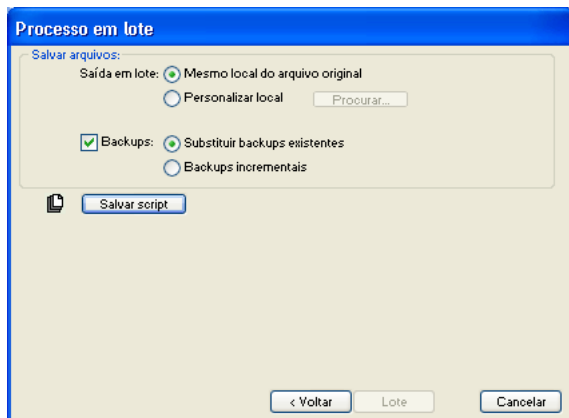 Processo em lote
Salvar arquivos:
Saída em lote: Mesmo local do arquivo original
Personalizar local Procurar...
Backups: Substituir backups existentes
Backups incrementais
Salvar script
< Voltar Lote Cancelar